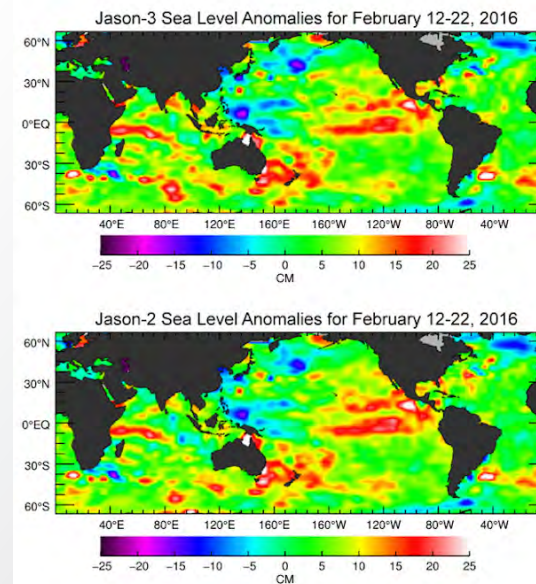 Jason-3 Sea Level Anomalies for February 12-22, 2016
60°N
30°N
0°EQ
30°S
60°S
40°E 80°E 120°E 160°E 160°W 120°W 80°W 40°W
−25 −20 −15 −10 −5 0 5 10 15 20 25
CM
Jason-2 Sea Level Anomalies for February 12-22, 2016
60°N
30°N
0°EQ
30°S
60°S
40°E 80°E 120°E 160°E 160°W 120°W 80°W 40°W
−25 −20 −15 −10 −5 0 5 10 15 20 25
CM